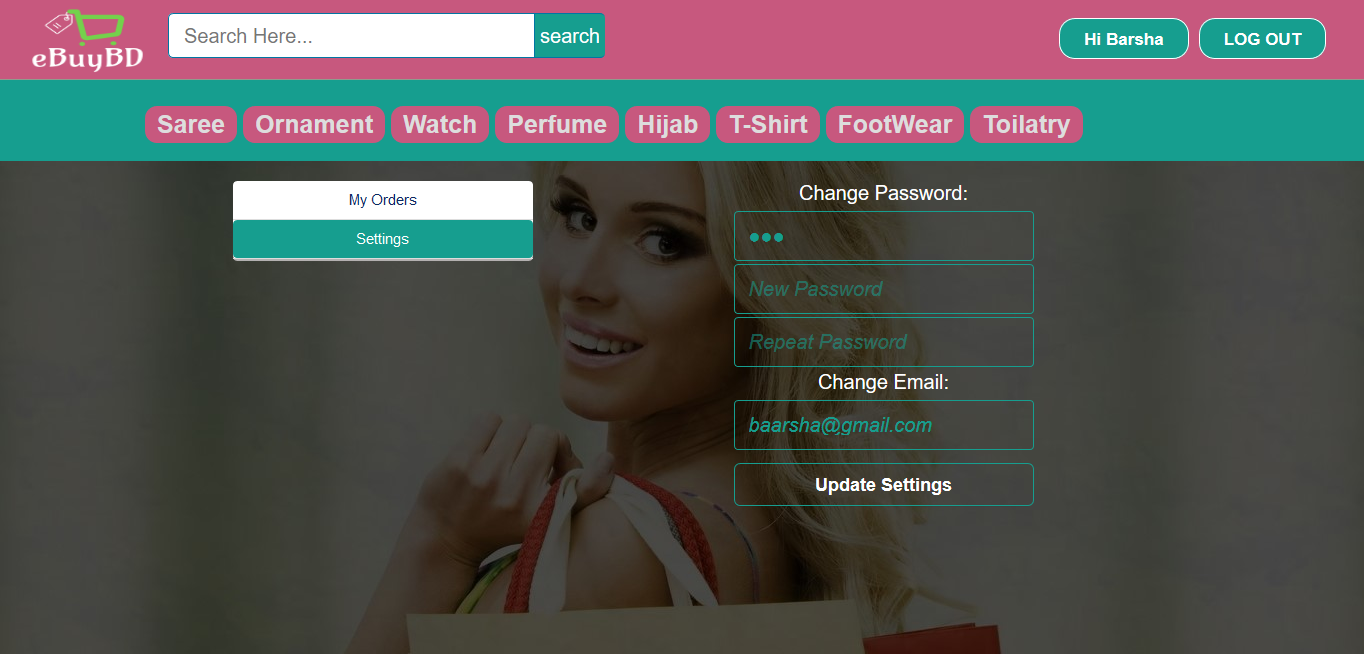 eBuyBD
Search Here...
search
Hi Barsha
LOG OUT
Saree
Ornament
Watch
Perfume
Hijab
T-Shirt
FootWear
Toilatry
My Orders
Settings
Change Password:
●●●
New Password
Repeat Password
Change Email:
baarsha@gmail.com
Update Settings